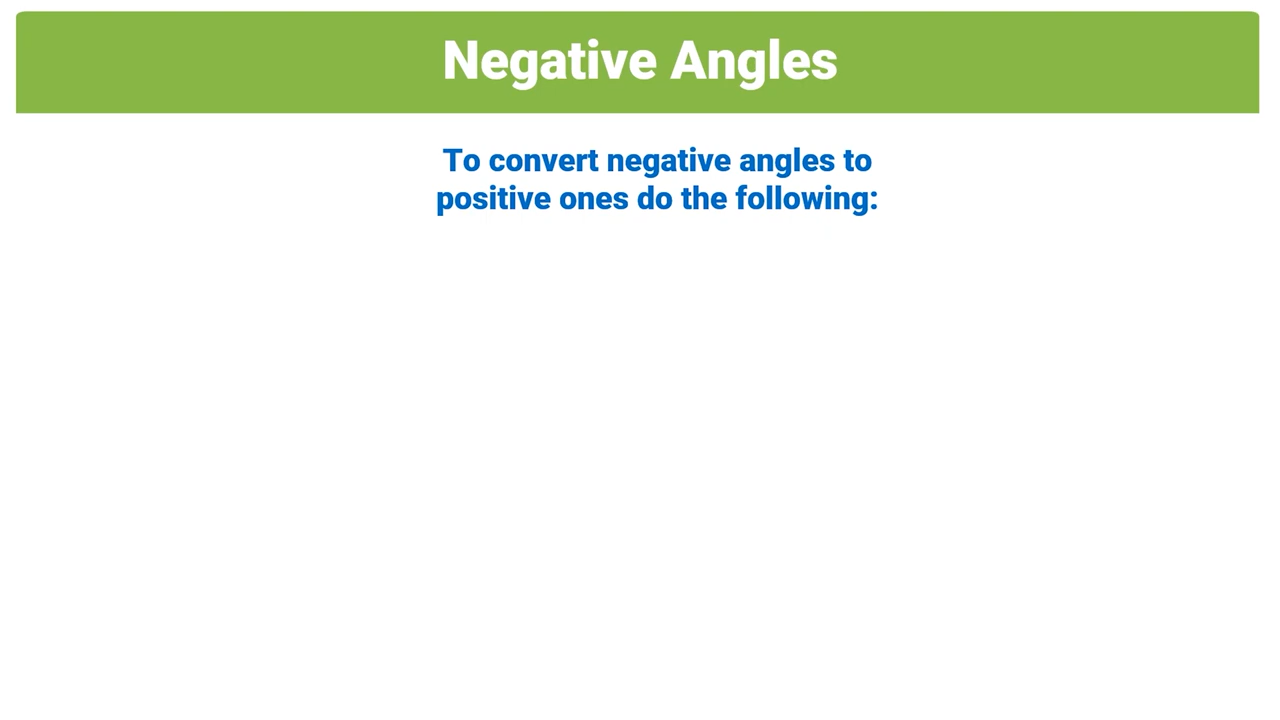 Negative Angles
To convert negative angles to
positive ones do the following: